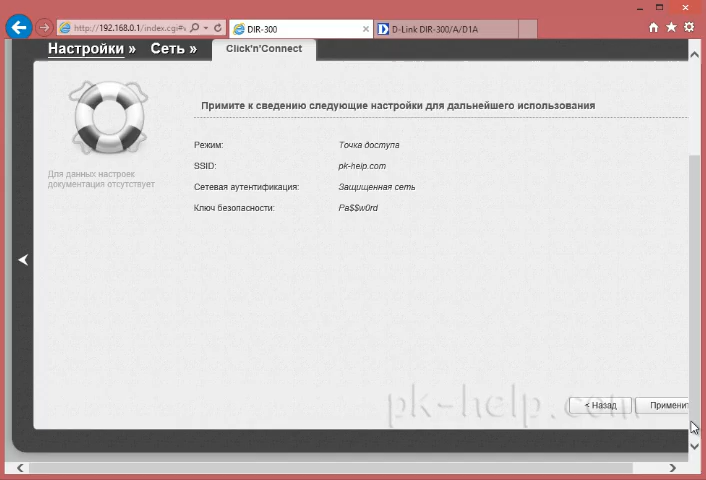 http://192.168.0.1/index.cgi#w
DIR-300
D-Link DIR-300/A/D1A
Настройки » Сеть » Click'n'Connect
Примите к сведению следующие настройки для дальнейшего использования
Режим: Точка доступа
SSID: pk-help.com
Сетевая аутентификация: Защищенная сеть
Ключ безопасности: Pa$$w0rd
Для данных настроек
документация отсутствует
pk-help.com
< Назад Применит